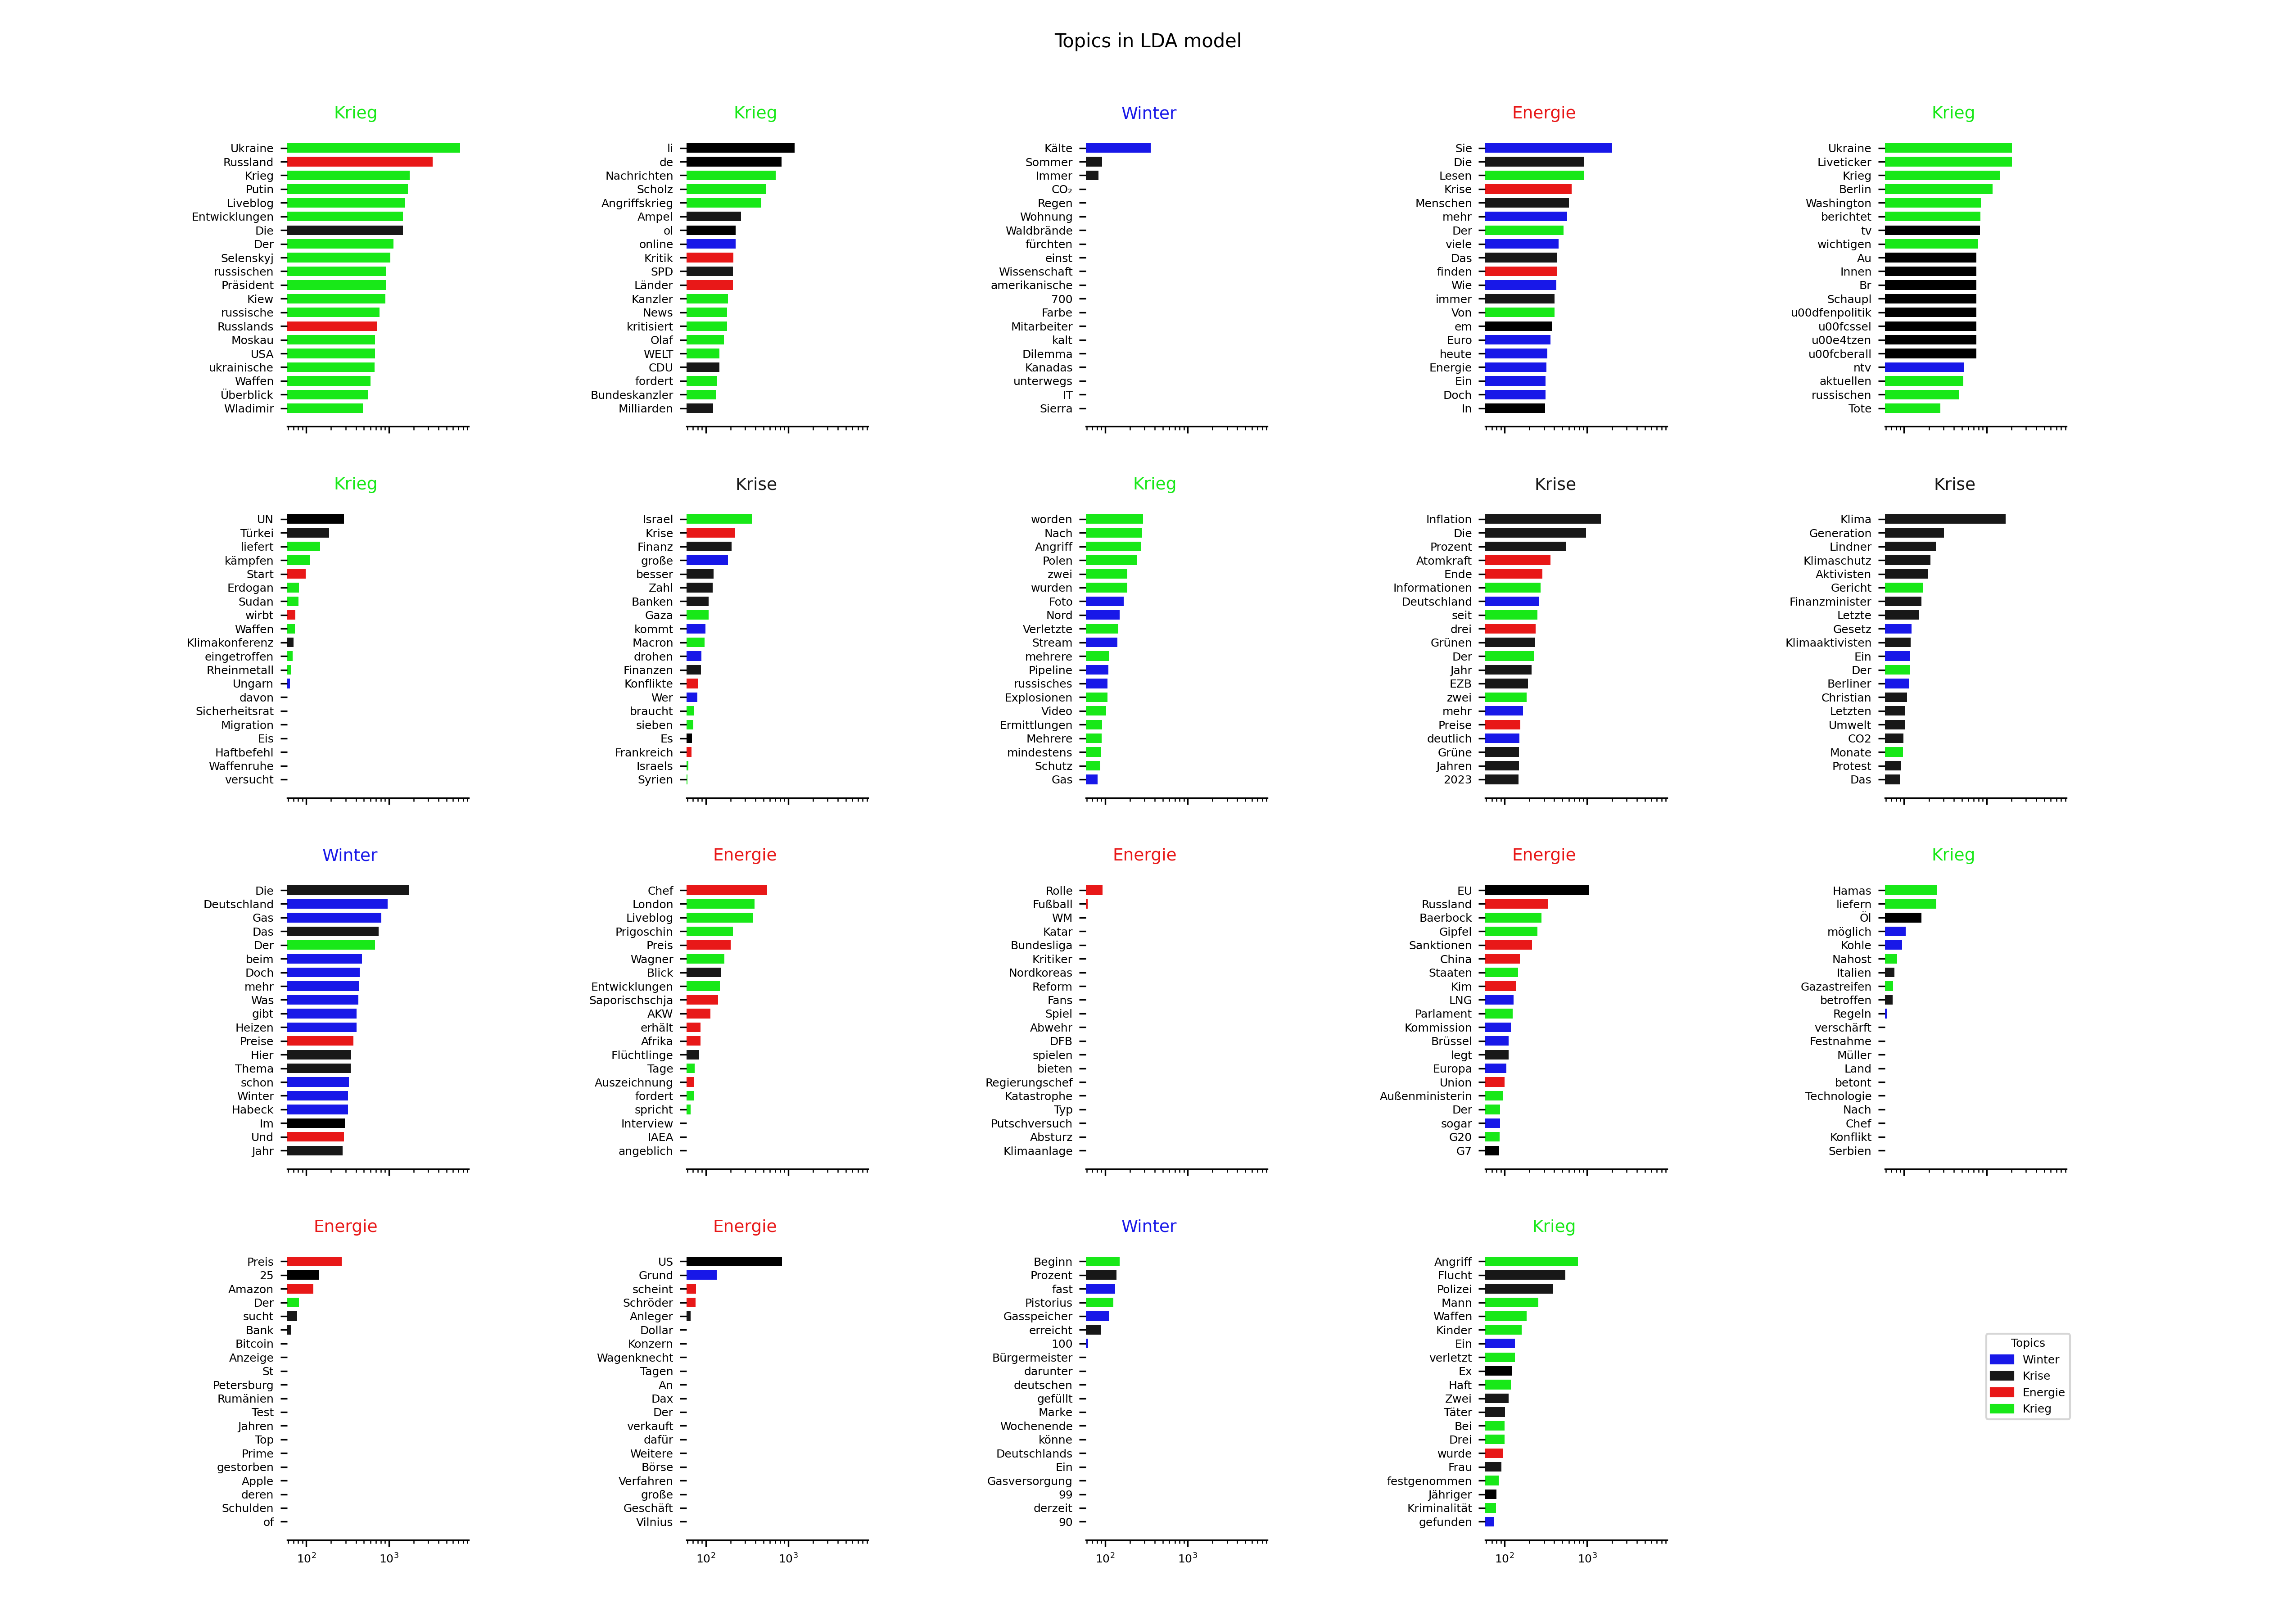 Topics in LDA model
Krieg
Ukraine
Russland
Krieg
Putin
Liveblog
Entwicklungen
Die
Der
Selenskyj
russischen
Präsident
Kiew
russische
Russlands
Moskau
USA
ukrainische
Waffen
Überblick
Wladimir
Krieg
li
de
Nachrichten
Scholz
Angriffskrieg
Ampel
ol
online
Kritik
SPD
Länder
Kanzler
News
kritisiert
Olaf
WELT
CDU
fordert
Bundeskanzler
Milliarden
Winter
Kälte
Sommer
Immer
CO₂
Regen
Wohnung
Waldbrände
fürchten
einst
Wissenschaft
amerikanische
700
Farbe
Mitarbeiter
kalt
Dilemma
Kanadas
unterwegs
IT
Sierra
Energie
Sie
Die
Lesen
Krise
Menschen
mehr
Der
viele
Das
finden
Wie
immer
Von
em
Euro
heute
Energie
Ein
Doch
In
Krieg
Ukraine
Liveticker
Krieg
Berlin
Washington
berichtet
tv
wichtigen
Au
Innen
Br
Schaupl
u00dfenpolitik
u00fcssel
u00e4tzen
u00fcberall
ntv
aktuellen
russischen
Tote
Krieg
UN
Türkei
liefert
kämpfen
Start
Erdogan
Sudan
wirbt
Waffen
Klimakonferenz
eingetroffen
Rheinmetall
Ungarn
davon
Sicherheitsrat
Migration
Eis
Haftbefehl
Waffenruhe
versucht
Krise
Israel
Krise
Finanz
große
besser
Zahl
Banken
Gaza
kommt
Macron
drohen
Finanzen
Konflikte
Wer
braucht
sieben
Es
Frankreich
Israels
Syrien
Krieg
worden
Nach
Angriff
Polen
zwei
wurden
Foto
Nord
Verletzte
Stream
mehrere
Pipeline
russisches
Explosionen
Video
Ermittlungen
Mehrere
mindestens
Schutz
Gas
Krise
Inflation
Die
Prozent
Atomkraft
Ende
Informationen
Deutschland
seit
drei
Grünen
Der
Jahr
EZB
zwei
mehr
Preise
deutlich
Grüne
Jahren
2023
Krise
Klima
Generation
Lindner
Klimaschutz
Aktivisten
Gericht
Finanzminister
Letzte
Gesetz
Klimaaktivisten
Ein
Der
Berliner
Christian
Letzten
Umwelt
CO2
Monate
Protest
Das
Winter
Die
Deutschland
Gas
Das
Der
beim
Doch
mehr
Was
gibt
Heizen
Preise
Hier
Thema
schon
Winter
Habeck
Im
Und
Jahr
Energie
Chef
London
Liveblog
Prigoschin
Preis
Wagner
Blick
Entwicklungen
Saporischschja
AKW
erhält
Afrika
Flüchtlinge
Tage
Auszeichnung
fordert
spricht
Interview
IAEA
angeblich
Energie
Rolle
Fußball
WM
Katar
Bundesliga
Kritiker
Nordkoreas
Reform
Fans
Spiel
Abwehr
DFB
spielen
bieten
Regierungschef
Katastrophe
Typ
Putschversuch
Absturz
Klimaanlage
Energie
EU
Russland
Baerbock
Gipfel
Sanktionen
China
Staaten
Kim
LNG
Parlament
Kommission
Brüssel
legt
Europa
Union
Außenministerin
Der
sogar
G20
G7
Krieg
Hamas
liefern
Öl
möglich
Kohle
Nahost
Italien
Gazastreifen
betroffen
Regeln
verschärft
Festnahme
Müller
Land
betont
Technologie
Nach
Chef
Konflikt
Serbien
Energie
Preis
25
Amazon
Der
sucht
Bank
Bitcoin
Anzeige
St
Petersburg
Rumänien
Test
Jahren
Top
Prime
gestorben
Apple
deren
Schulden
of
10² 10³
Energie
US
Grund
scheint
Schröder
Anleger
Dollar
Konzern
Wagenknecht
Tagen
An
Dax
Der
verkauft
dafür
Weitere
Börse
Verfahren
große
Geschäft
Vilnius
10² 10³
Winter
Beginn
Prozent
fast
Pistorius
Gasspeicher
erreicht
100
Bürgermeister
darunter
deutschen
gefüllt
Marke
Wochenende
könne
Deutschlands
Ein
Gasversorgung
99
derzeit
90
10² 10³
Krieg
Angriff
Flucht
Polizei
Mann
Waffen
Kinder
Ein
verletzt
Ex
Haft
Zwei
Täter
Bei
Drei
wurde
Frau
festgenommen
Jähriger
Kriminalität
gefunden
10² 10³
Topics
Winter
Krise
Energie
Krieg